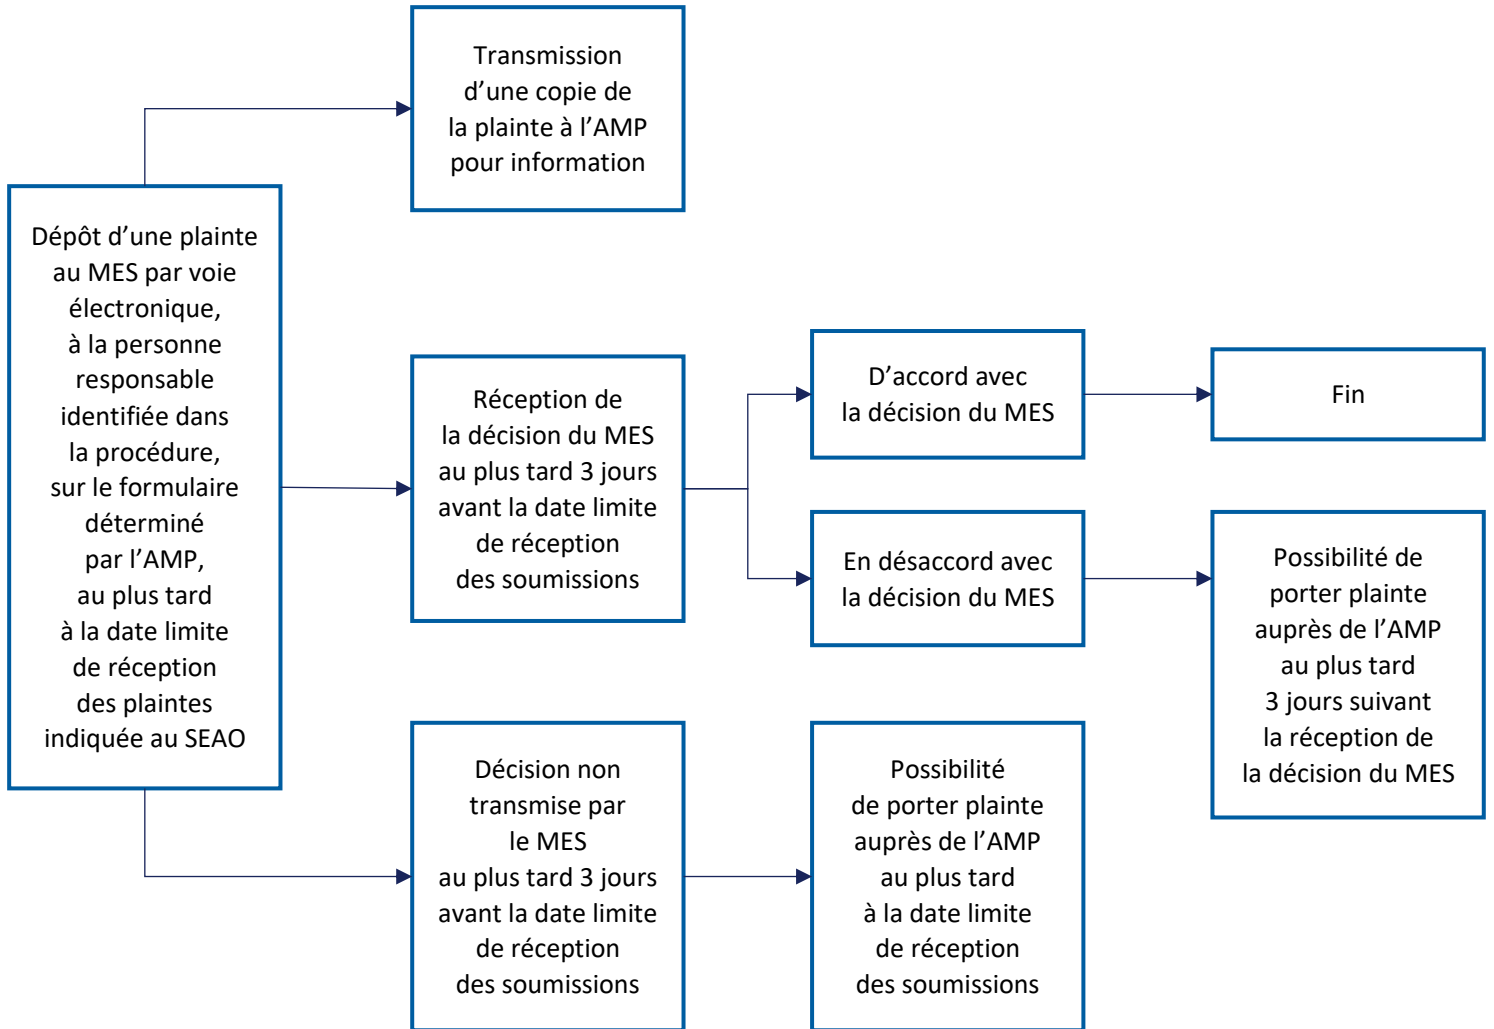 Transmission
d’une copie de
la plainte à l’AMP
pour information
Dépôt d’une plainte
au MES par voie
électronique,
à la personne
responsable
identifiée dans
la procédure,
sur le formulaire
déterminé
par l’AMP,
au plus tard
à la date limite
de réception
des plaintes
indiquée au SEAO
Réception de
la décision du MES
au plus tard 3 jours
avant la date limite
de réception
des soumissions
D’accord avec
la décision du MES
Fin
En désaccord avec
la décision du MES
Possibilité de
porter plainte
auprès de l’AMP
au plus tard
3 jours suivant
la réception de
la décision du MES
Décision non
transmise par
le MES
au plus tard 3 jours
avant la date limite
de réception
des soumissions
Possibilité
de porter plainte
auprès de l’AMP
au plus tard
à la date limite
de réception
des soumissions